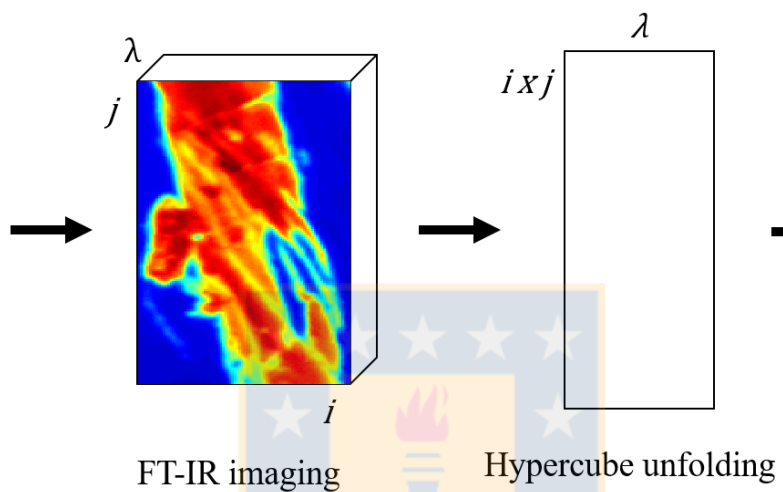 λ
j
i
FT-IR imaging
λ
i x j
Hypercube unfolding